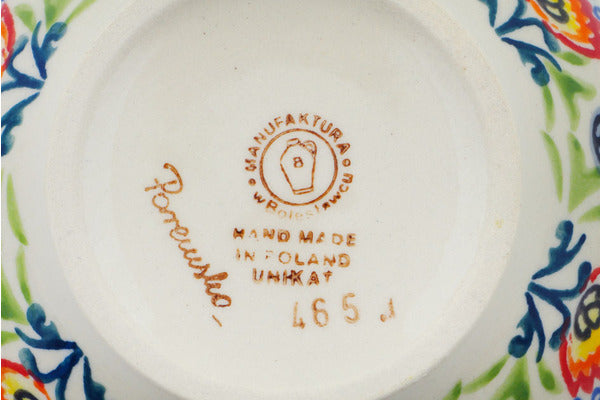 MANUFAKTURA
8
w Bolesławcu
HAND MADE
IN POLAND
UNIKAT
465 J